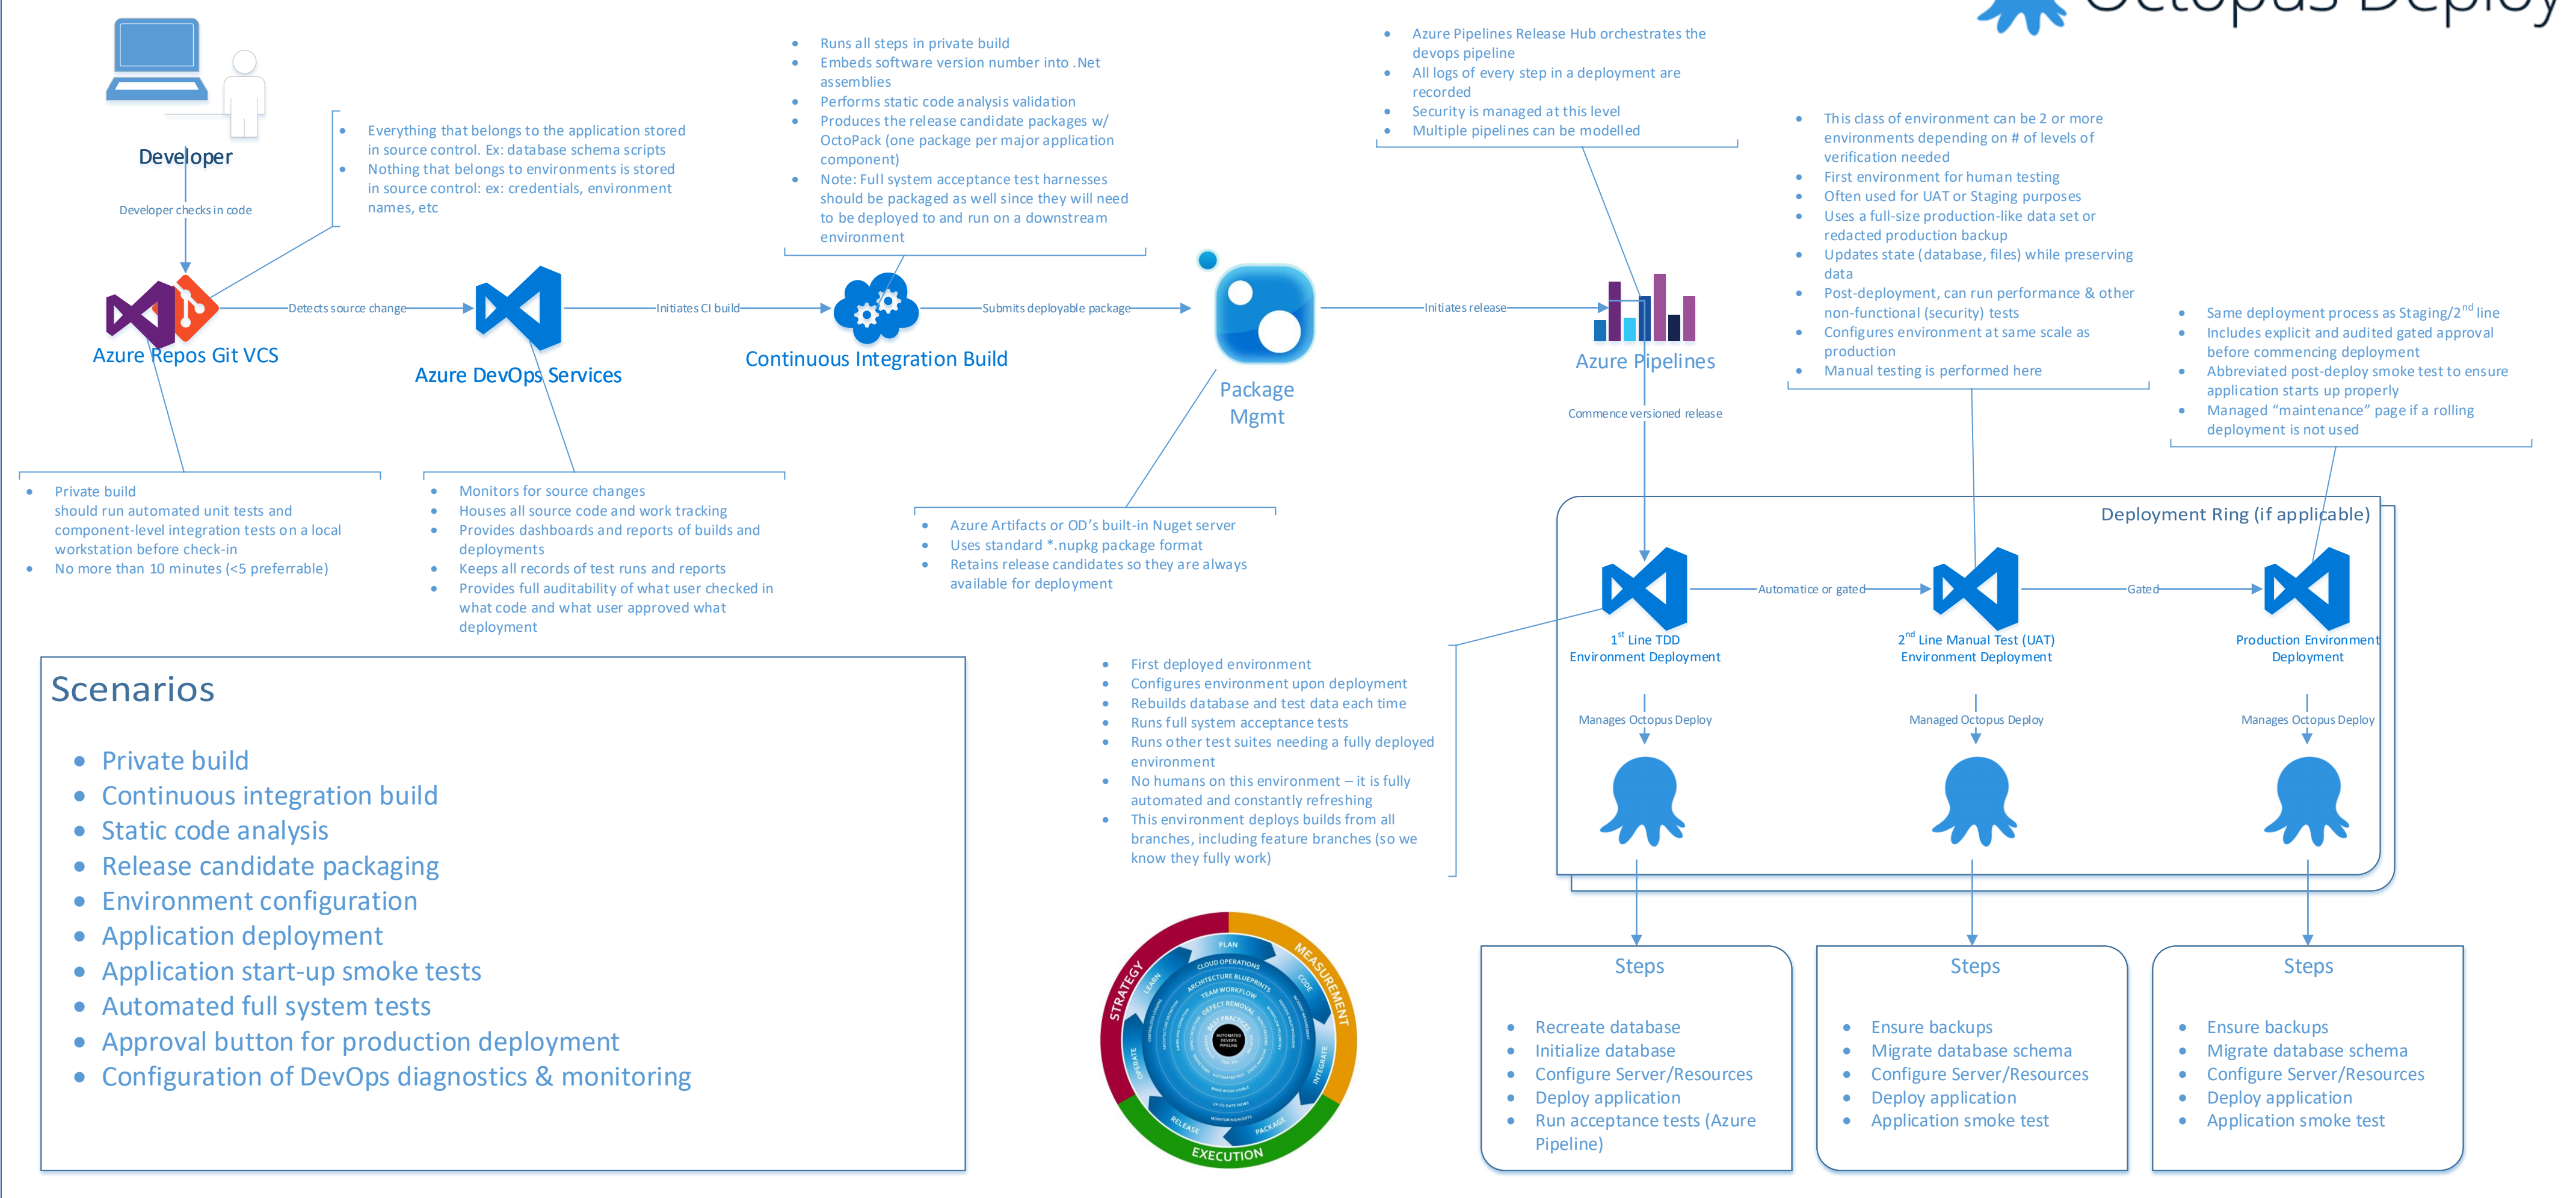 Octopus Deploy
Developer
Developer checks in code
• Everything that belongs to the application stored
in source control. Ex: database schema scripts
• Nothing that belongs to environments is stored
in source control: ex: credentials, environment
names, etc
• Runs all steps in private build
• Embeds software version number into .Net
assemblies
• Performs static code analysis validation
• Produces the release candidate packages w/
OctoPack (one package per major application
component)
• Note: Full system acceptance test harnesses
should be packaged as well since they will need
to be deployed to and run on a downstream
environment
• Azure Pipelines Release Hub orchestrates the
devops pipeline
• All logs of every step in a deployment are
recorded
• Security is managed at this level
• Multiple pipelines can be modelled
• This class of environment can be 2 or more
environments depending on # of levels of
verification needed
• First environment for human testing
• Often used for UAT or Staging purposes
• Uses a full-size production-like data set or
redacted production backup
• Updates state (database, files) while preserving
data
• Post-deployment, can run performance & other
non-functional (security) tests
• Configures environment at same scale as
production
• Manual testing is performed here
• Same deployment process as Staging/2nd line
• Includes explicit and audited gated approval
before commencing deployment
• Abbreviated post-deploy smoke test to ensure
application starts up properly
• Managed “maintenance” page if a rolling
deployment is not used
Azure Repos Git VCS
Detects source change
Azure DevOps Services
Initiates CI build
Continuous Integration Build
Submits deployable package
Package
Mgmt
Initiates release
Azure Pipelines
Commence versioned release
• Private build
should run automated unit tests and
component-level integration tests on a local
workstation before check-in
• No more than 10 minutes (<5 preferrable)
• Monitors for source changes
• Houses all source code and work tracking
• Provides dashboards and reports of builds and
deployments
• Keeps all records of test runs and reports
• Provides full auditability of what user checked in
what code and what user approved what
deployment
• Azure Artifacts or OD’s built-in Nuget server
• Uses standard *.nupkg package format
• Retains release candidates so they are always
available for deployment
Deployment Ring (if applicable)
Automatice or gated
Gated
1st Line TDD
Environment Deployment
2nd Line Manual Test (UAT)
Environment Deployment
Production Environment
Deployment
Manages Octopus Deploy
Managed Octopus Deploy
Manages Octopus Deploy
• First deployed environment
• Configures environment upon deployment
• Rebuilds database and test data each time
• Runs full system acceptance tests
• Runs other test suites needing a fully deployed
environment
• No humans on this environment – it is fully
automated and constantly refreshing
• This environment deploys builds from all
branches, including feature branches (so we
know they fully work)
Scenarios
• Private build
• Continuous integration build
• Static code analysis
• Release candidate packaging
• Environment configuration
• Application deployment
• Application start-up smoke tests
• Automated full system tests
• Approval button for production deployment
• Configuration of DevOps diagnostics & monitoring
STRATEGY
MEASUREMENT
EXECUTION
PLAN
CODE
INTEGRATE
PACKAGE
RELEASE
OPERATE
LEARN
CLOUD OPERATIONS
ARCHITECTURE BLUEPRINTS
TEAM WORKFLOW
DEFECT REMOVAL
BEST PRACTICES
AUTOMATED
DEVOPS
PIPELINE
Steps
• Recreate database
• Initialize database
• Configure Server/Resources
• Deploy application
• Run acceptance tests (Azure
Pipeline)
Steps
• Ensure backups
• Migrate database schema
• Configure Server/Resources
• Deploy application
• Application smoke test
Steps
• Ensure backups
• Migrate database schema
• Configure Server/Resources
• Deploy application
• Application smoke test